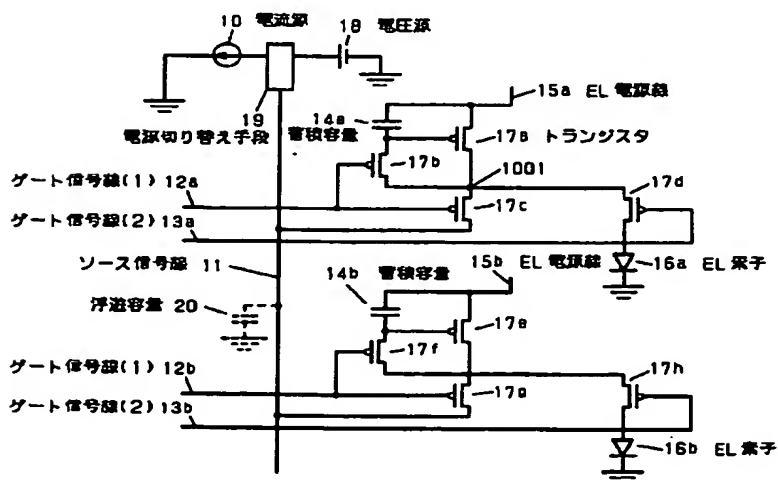 10 電流源
18 電圧源
19
電源切り替え手段
14a
蓄積容量
15a EL 電源線
17a トランジスタ
17b
1001
17c
17d
ゲート信号線(1) 12a
ゲート信号線(2) 13a
16a EL 素子
ソース信号線 11
14b 蓄積容量
15b EL 電源線
浮遊容量 20
17e
17f
17g
17h
ゲート信号線(1) 12b
ゲート信号線(2) 13b
16b EL 素子